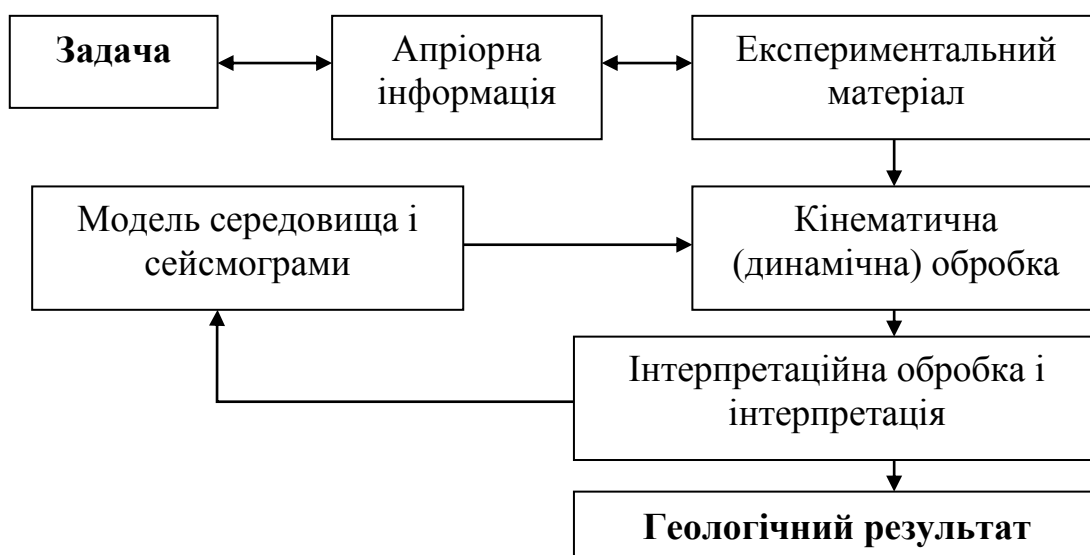 Задача
Апріорна
інформація
Експериментальний
матеріал
Модель середовища і
сейсмограми
Кінематична
(динамічна) обробка
Інтерпретаційна обробка і
інтерпретація
Геологічний результат